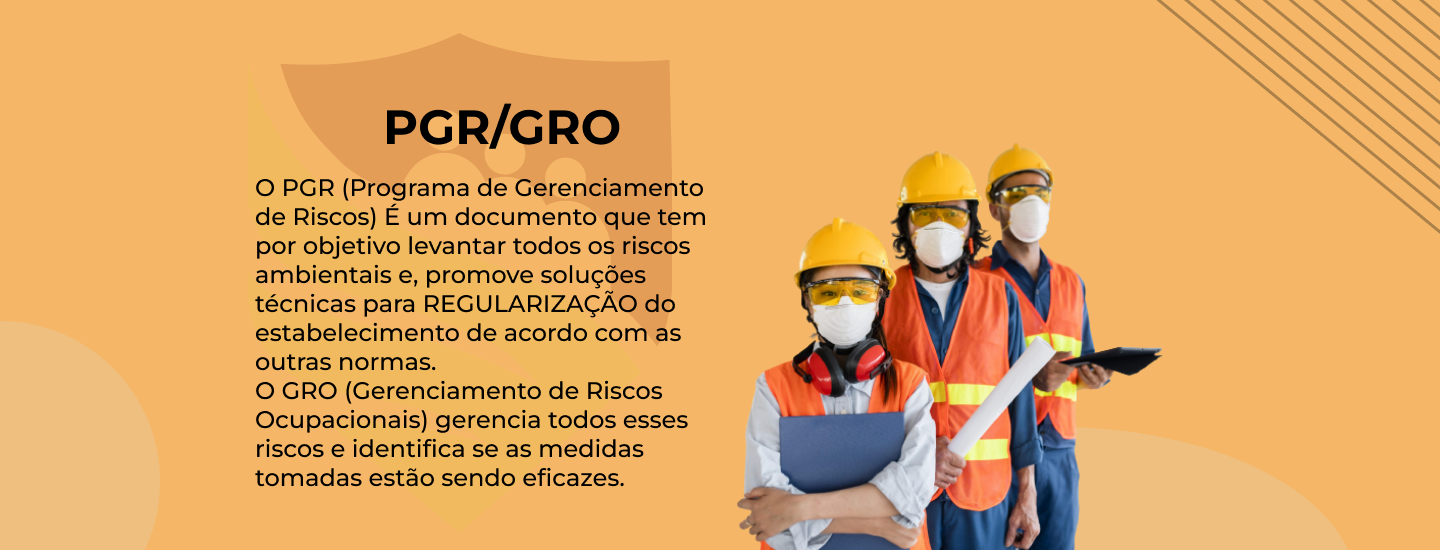 PGR/GRO
O PGR (Programa de Gerenciamento
de Riscos) É um documento que tem
por objetivo levantar todos os riscos
ambientais e, promove soluções
técnicas para REGULARIZAÇÃO do
estabelecimento de acordo com as
outras normas.
O GRO (Gerenciamento de Riscos
Ocupacionais) gerencia todos esses
riscos e identifica se as medidas
tomadas estão sendo eficazes.